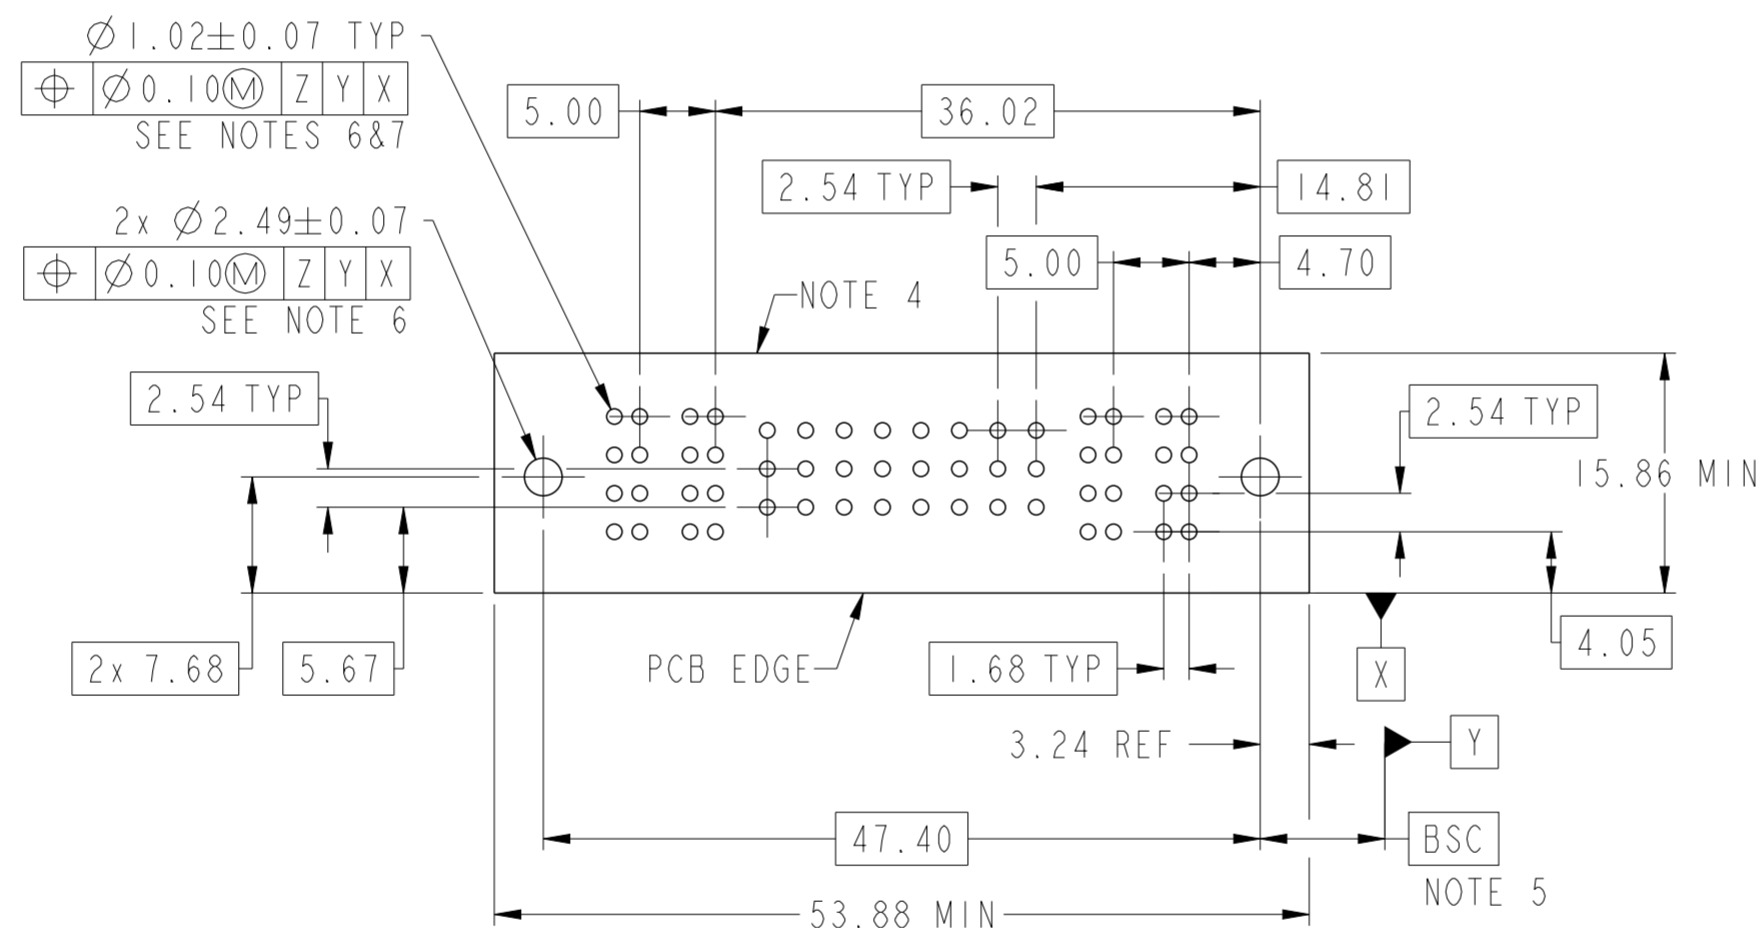 Ø1.02±0.07 TYP
⌖ Ø0.10Ⓜ Z Y X
SEE NOTES 6&7
5.00
36.02
2.54 TYP
14.81
2x Ø2.49±0.07
⌖ Ø0.10Ⓜ Z Y X
SEE NOTE 6
5.00
4.70
NOTE 4
2.54 TYP
2.54 TYP
15.86 MIN
2x 7.68
5.67
PCB EDGE
1.68 TYP
X
4.05
3.24 REF
Y
47.40
BSC
NOTE 5
53.88 MIN